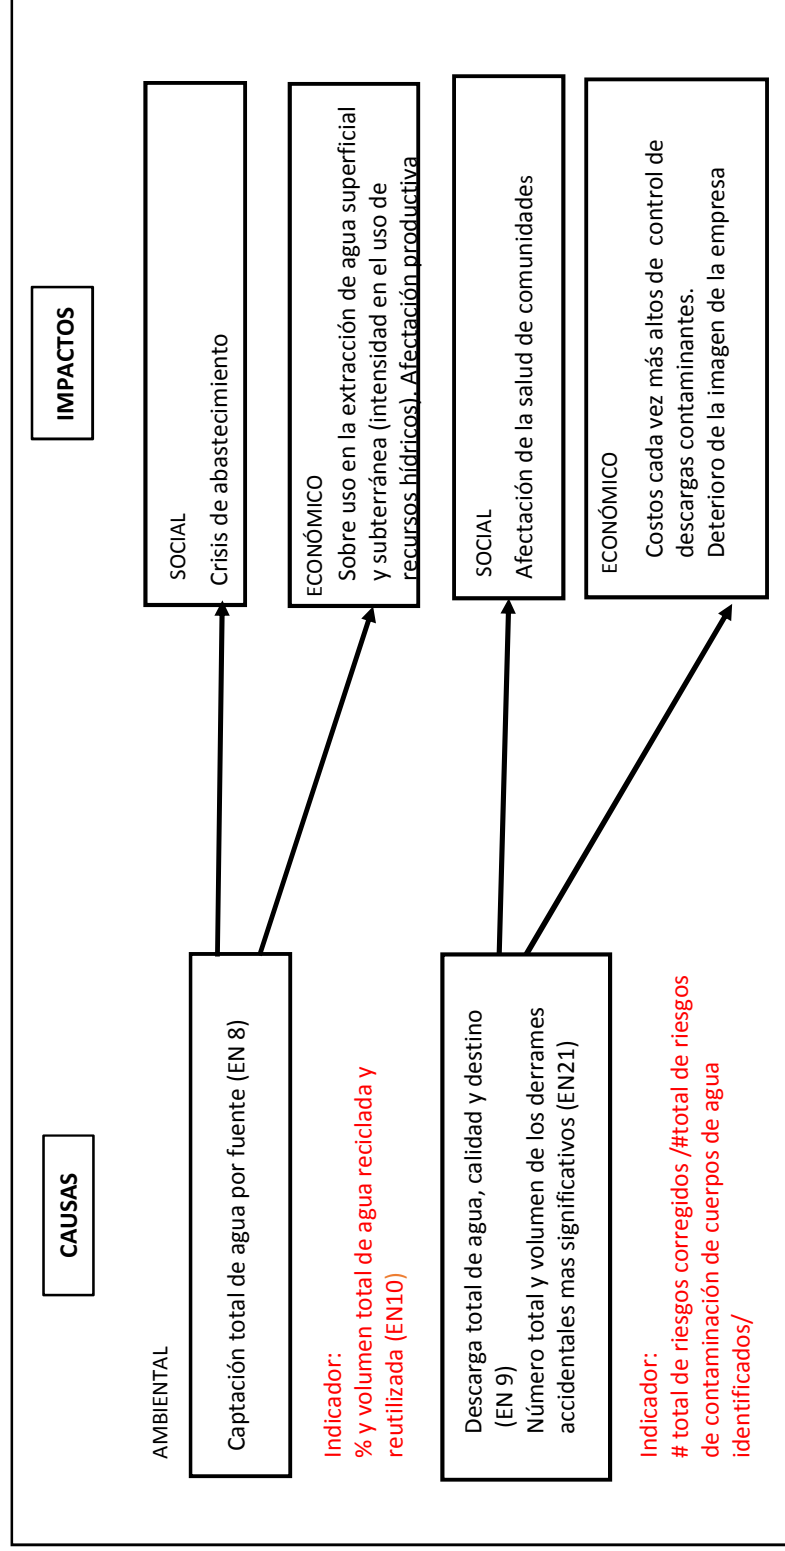 CAUSAS
IMPACTOS
AMBIENTAL
Captación total de agua por fuente (EN 8)
Indicador:
% y volumen total de agua reciclada y
reutilizada (EN10)
Descarga total de agua, calidad y destino
(EN 9)
Número total y volumen de los derrames
accidentales mas significativos (EN21)
Indicador:
# total de riesgos corregidos /#total de riesgos
de contaminación de cuerpos de agua
identificados/
SOCIAL
Crisis de abastecimiento
ECONÓMICO
Sobre uso en la extracción de agua superficial
y subterránea (intensidad en el uso de
recursos hídricos). Afectación productiva
SOCIAL
Afectación de la salud de comunidades
ECONÓMICO
Costos cada vez más altos de control de
descargas contaminantes.
Deterioro de la imagen de la empresa